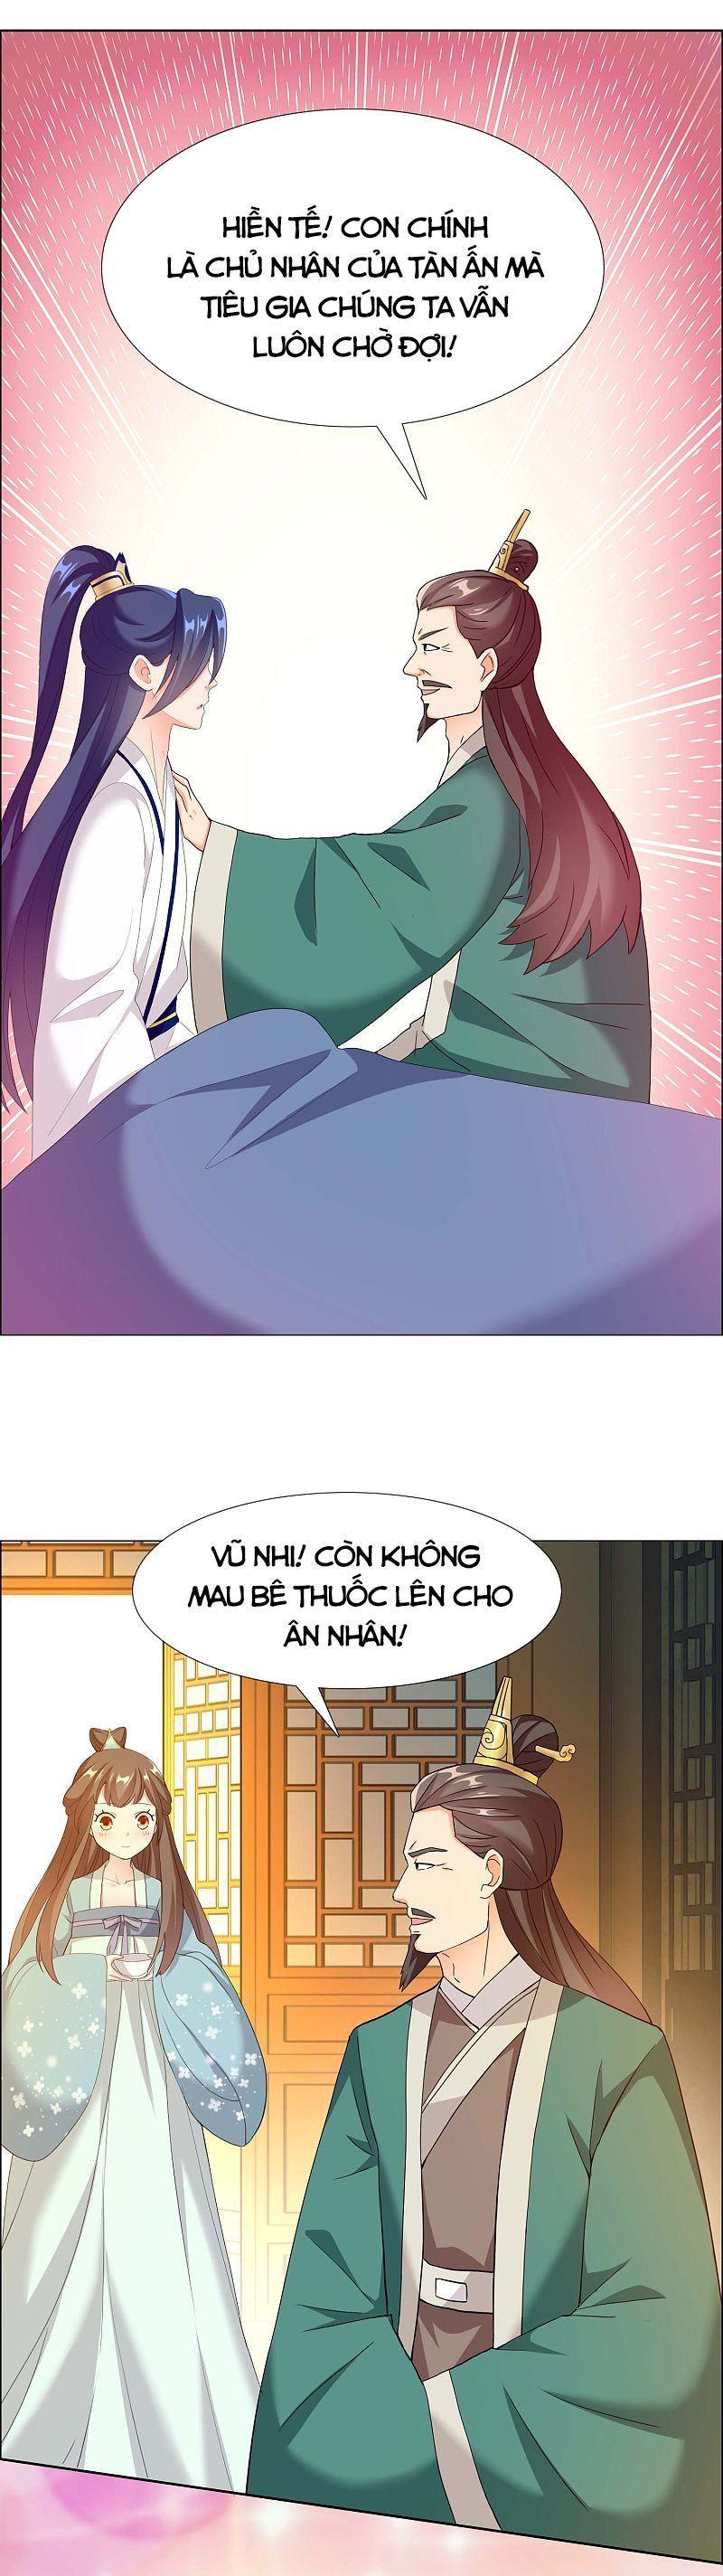 HIỀN TẾ! CON CHÍNH
LÀ CHỦ NHÂN CỦA TÀN ẤN MÀ
TIÊU GIA CHÚNG TA VẪN
LUÔN CHỜ ĐỢI!
VŨ NHI! CÒN KHÔNG
MAU BÊ THUỐC LÊN CHO
ÂN NHÂN!